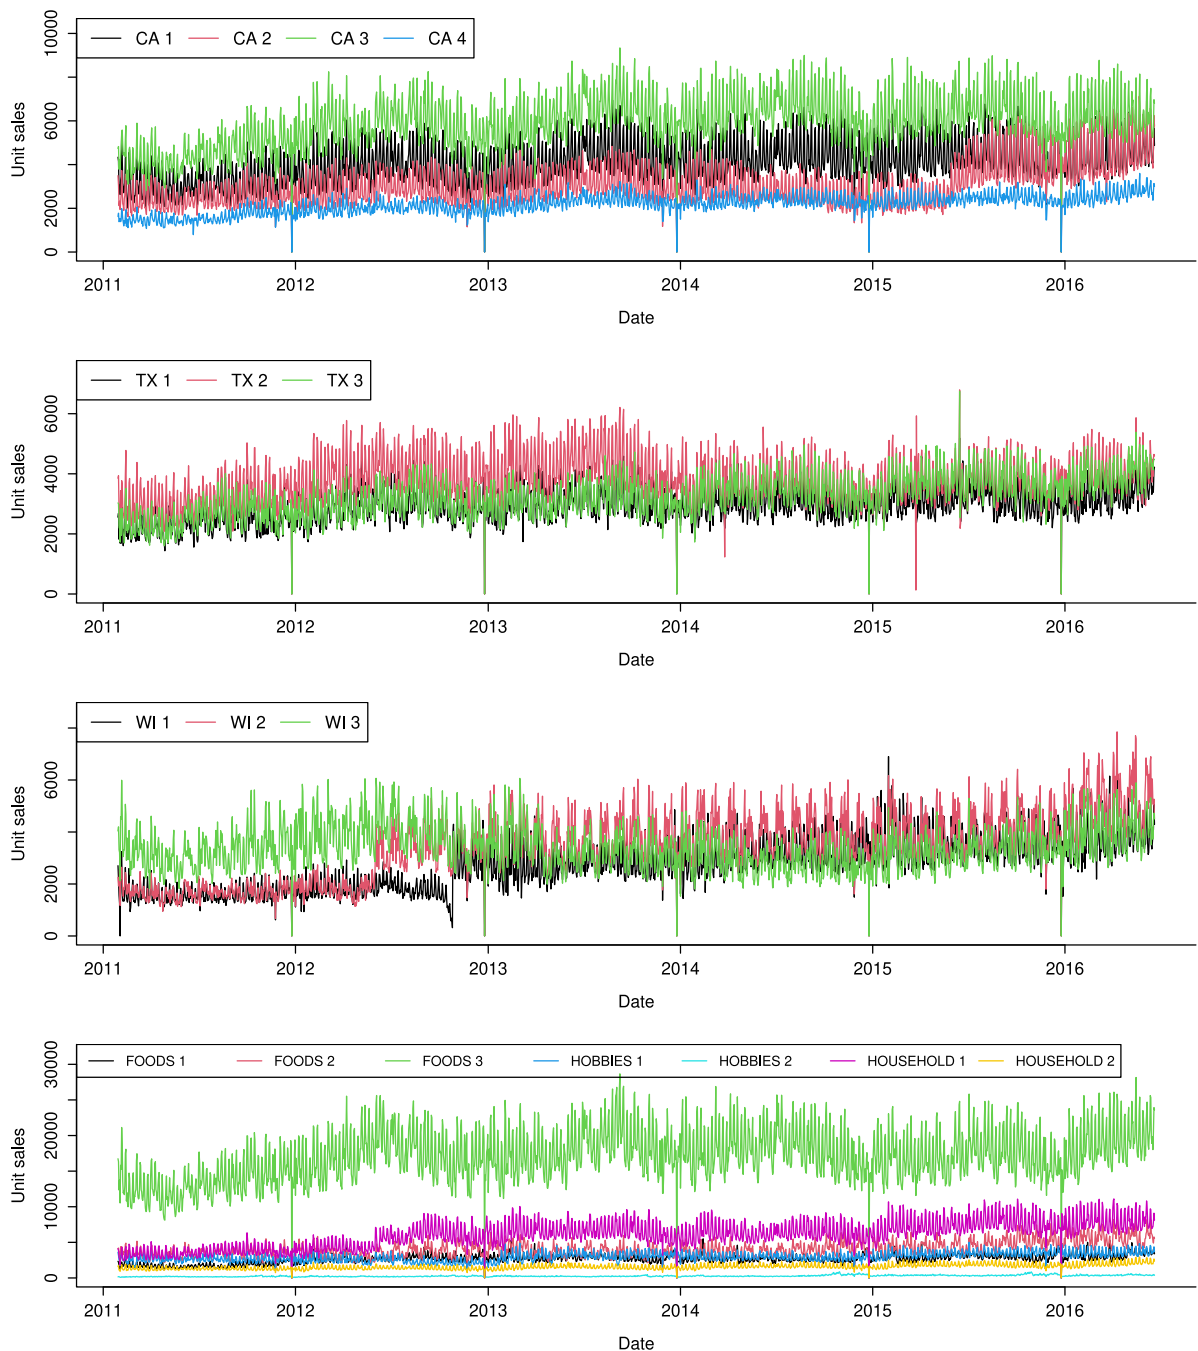 CA 1 CA 2 CA 3 CA 4
Unit sales
0 2000 6000 10000
2011 2012 2013 2014 2015 2016
Date
TX 1 TX 2 TX 3
Unit sales
0 2000 4000 6000
2011 2012 2013 2014 2015 2016
Date
WI 1 WI 2 WI 3
Unit sales
0 2000 6000
2011 2012 2013 2014 2015 2016
Date
FOODS 1 FOODS 2 FOODS 3 HOBBIES 1 HOBBIES 2 HOUSEHOLD 1 HOUSEHOLD 2
Unit sales
0 10000 20000 30000
2011 2012 2013 2014 2015 2016
Date